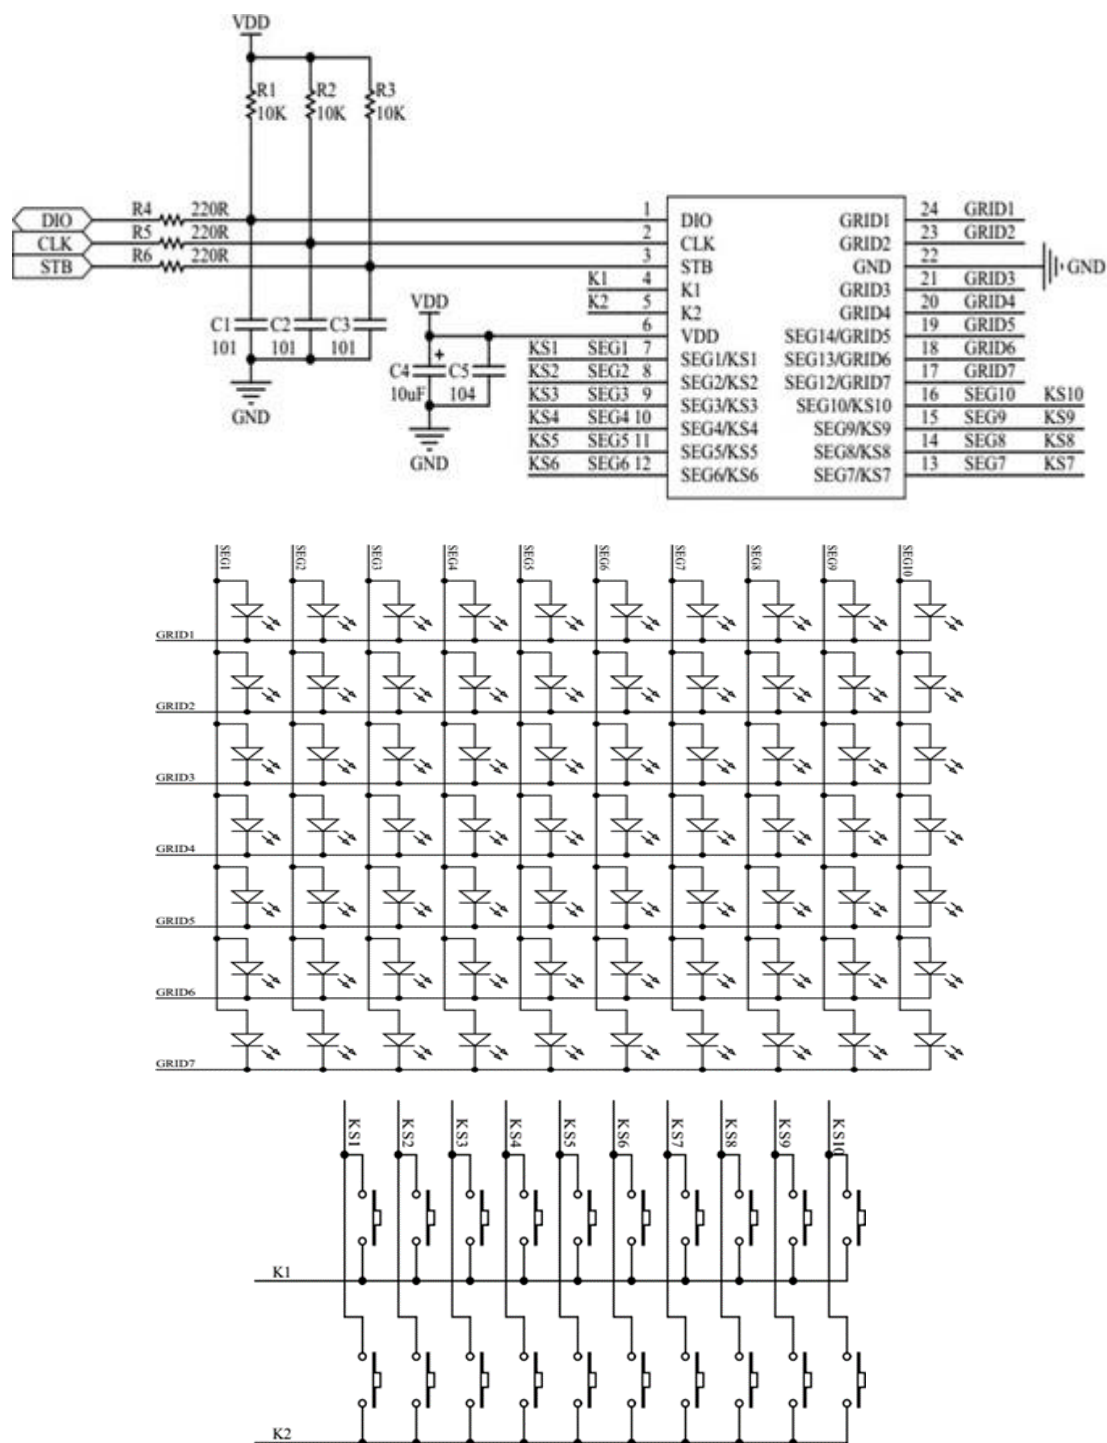 VDD
R1 R2 R3
10K 10K 10K
DIO R4 220R 1 DIO GRID1 24 GRID1
CLK R5 220R 2 CLK GRID2 23 GRID2
STB R6 220R 3 STB GND 22 GND
K1 4 K1 GRID3 21 GRID3
K2 5 K2 GRID4 20 GRID4
VDD
6 VDD SEG14/GRID5 19 GRID5
C1 C2 C3
101 101 101
GND
C4 + C5
10uF 104
GND
KS1 SEG1 7 SEG1/KS1 SEG13/GRID6 18 GRID6
KS2 SEG2 8 SEG2/KS2 SEG12/GRID7 17 GRID7
KS3 SEG3 9 SEG3/KS3 SEG10/KS10 16 SEG10 KS10
KS4 SEG4 10 SEG4/KS4 SEG9/KS9 15 SEG9 KS9
KS5 SEG5 11 SEG5/KS5 SEG8/KS8 14 SEG8 KS8
KS6 SEG6 12 SEG6/KS6 SEG7/KS7 13 SEG7 KS7
SEG1 SEG2 SEG3 SEG4 SEG5 SEG6 SEG7 SEG8 SEG9 SEG10
GRID1
GRID2
GRID3
GRID4
GRID5
GRID6
GRID7
KS1 KS2 KS3 KS4 KS5 KS6 KS7 KS8 KS9 KS10
K1
K2